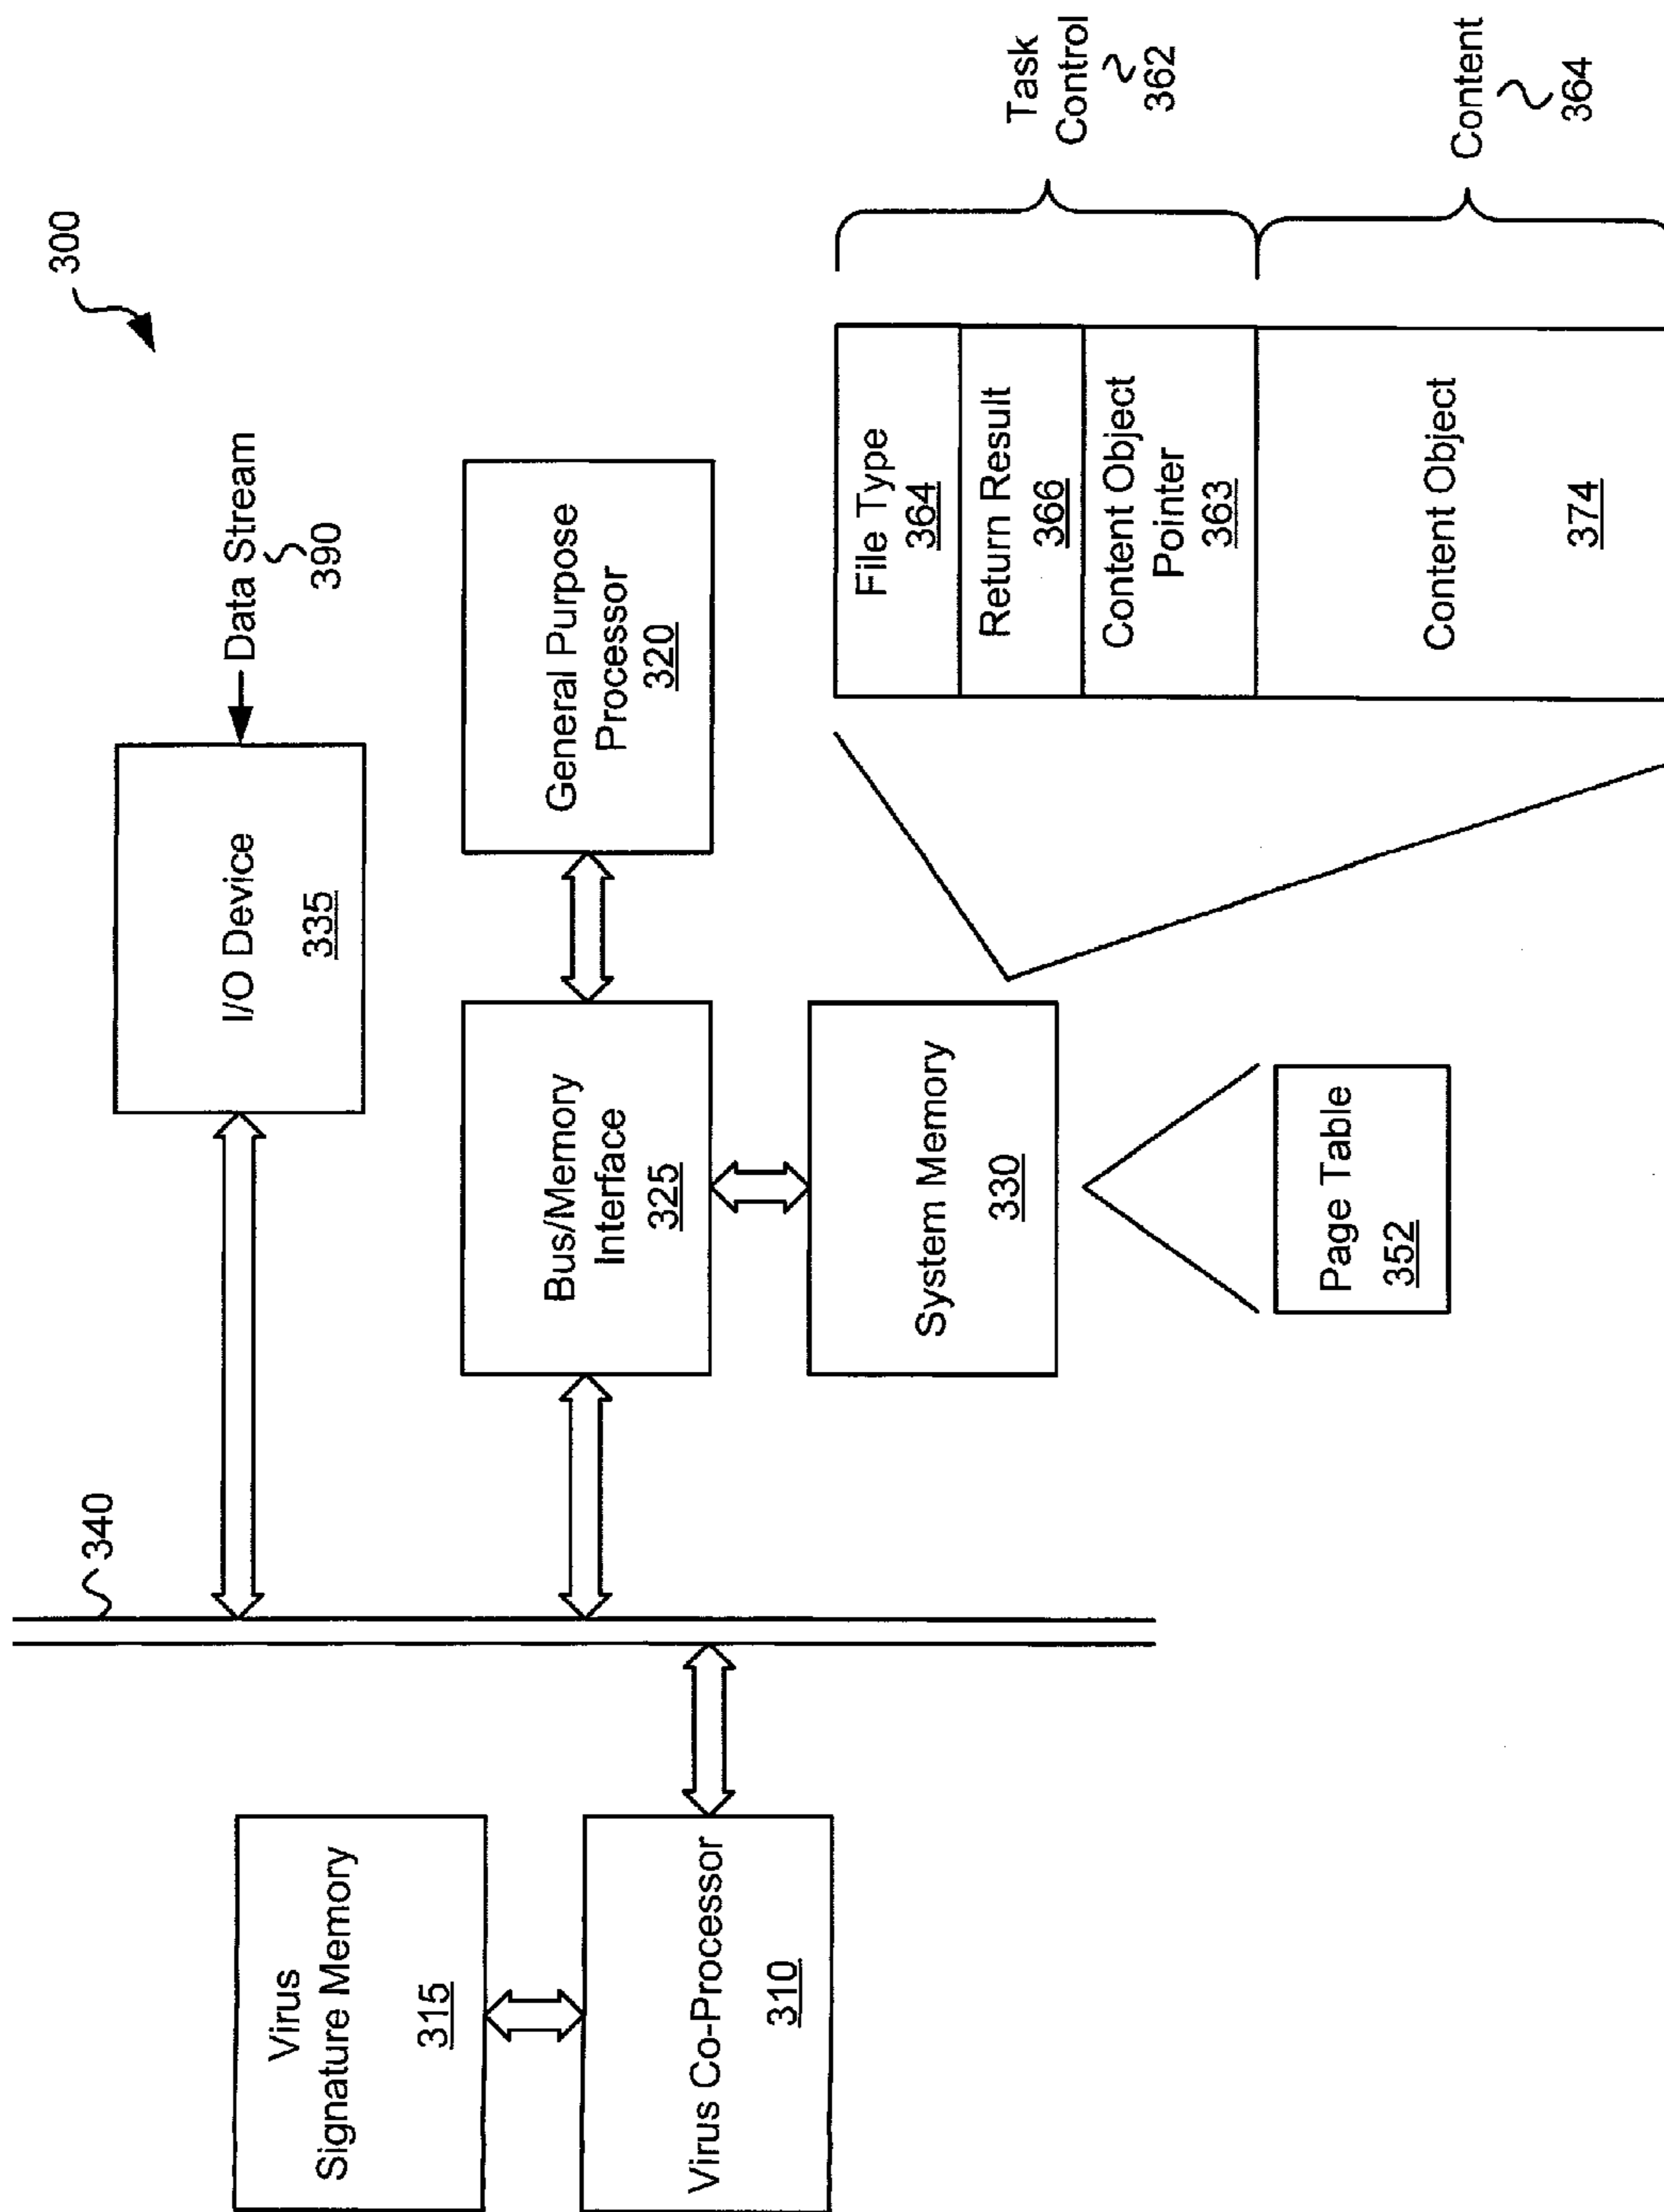 300
Data Stream
390
I/O Device
335
340
General Purpose
Processor
320
Bus/Memory
Interface
325
Virus
Signature Memory
315
Virus Co-Processor
310
System Memory
330
Page Table
352
File Type
364
Return Result
366
Content Object
Pointer
363
Content Object
374
Task
Control
362
Content
364